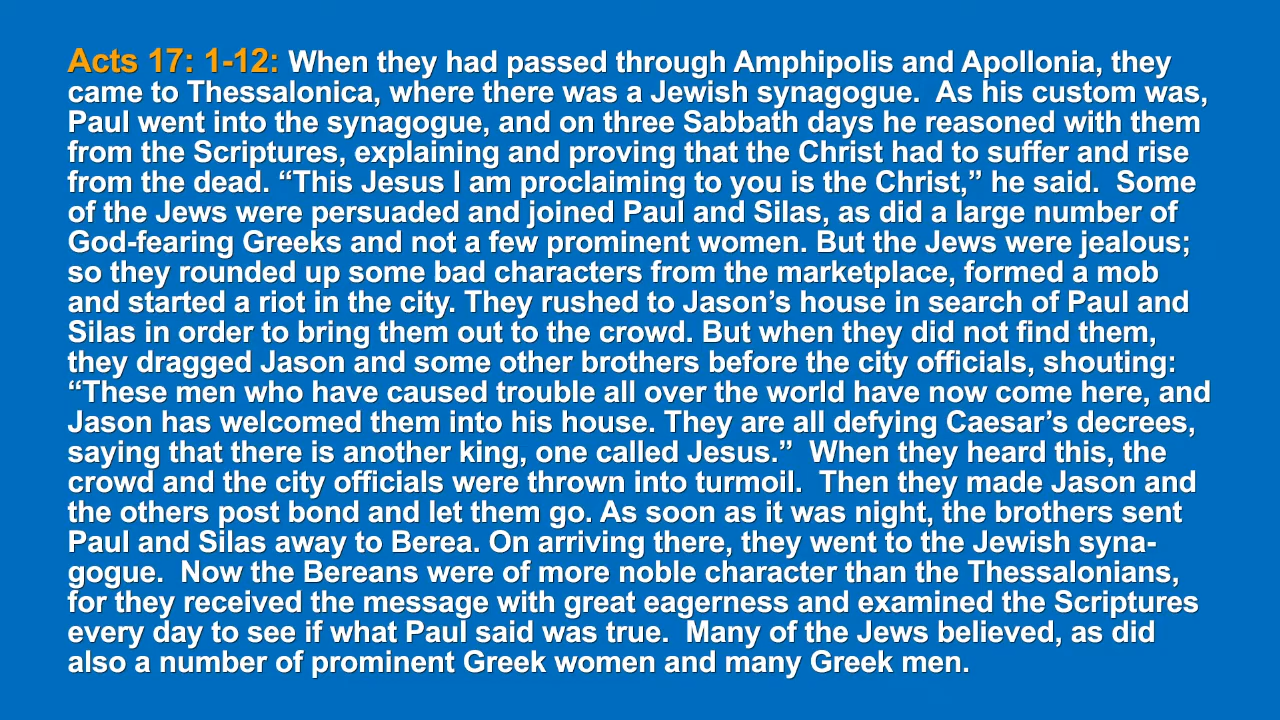 Acts 17: 1-12: When they had passed through Amphipolis and Apollonia, they
came to Thessalonica, where there was a Jewish synagogue.  As his custom was,
Paul went into the synagogue, and on three Sabbath days he reasoned with them
from the Scriptures, explaining and proving that the Christ had to suffer and rise
from the dead. “This Jesus I am proclaiming to you is the Christ,” he said.  Some
of the Jews were persuaded and joined Paul and Silas, as did a large number of
God-fearing Greeks and not a few prominent women. But the Jews were jealous;
so they rounded up some bad characters from the marketplace, formed a mob
and started a riot in the city. They rushed to Jason’s house in search of Paul and
Silas in order to bring them out to the crowd. But when they did not find them,
they dragged Jason and some other brothers before the city officials, shouting:
“These men who have caused trouble all over the world have now come here, and
Jason has welcomed them into his house. They are all defying Caesar’s decrees,
saying that there is another king, one called Jesus.”  When they heard this, the
crowd and the city officials were thrown into turmoil.  Then they made Jason and
the others post bond and let them go. As soon as it was night, the brothers sent
Paul and Silas away to Berea. On arriving there, they went to the Jewish syna-
gogue.  Now the Bereans were of more noble character than the Thessalonians,
for they received the message with great eagerness and examined the Scriptures
every day to see if what Paul said was true.  Many of the Jews believed, as did
also a number of prominent Greek women and many Greek men.